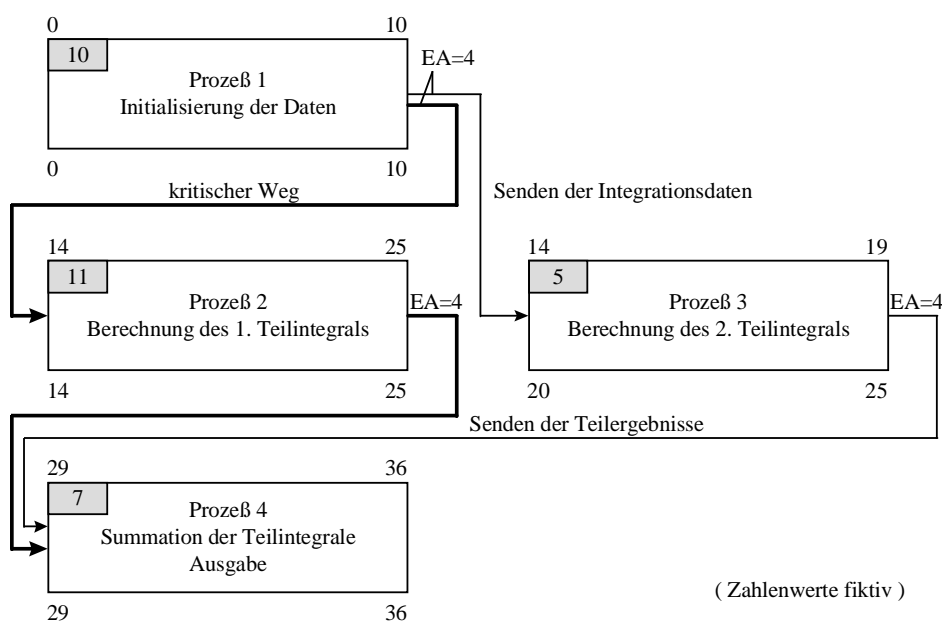 0 10
10
EA=4
Prozeß 1
Initialisierung der Daten
0 10
kritischer Weg
Senden der Integrationsdaten
14 25
11
EA=4
Prozeß 2
Berechnung des 1. Teilintegrals
14 25
14 19
5
EA=4
Prozeß 3
Berechnung des 2. Teilintegrals
20 25
Senden der Teilergebnisse
29 36
7
Prozeß 4
Summation der Teilintegrale
Ausgabe
29 36
( Zahlenwerte fiktiv )